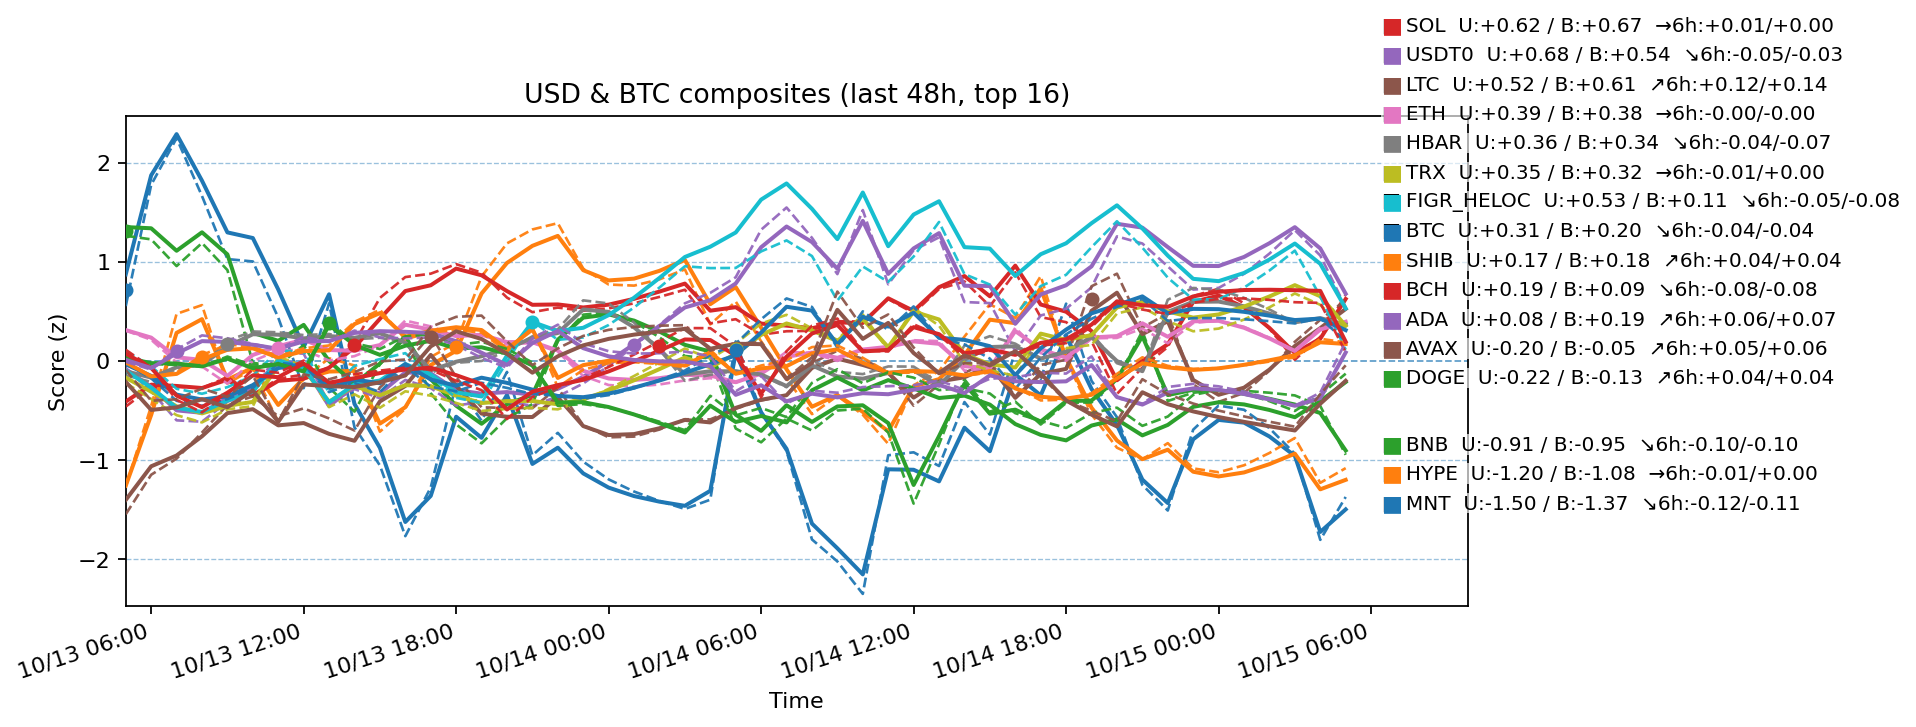 USD & BTC composites (last 48h, top 16)
SOL  U:+0.62 / B:+0.67  →6h:+0.01/+0.00
USDT0  U:+0.68 / B:+0.54  ↘6h:-0.05/-0.03
LTC  U:+0.52 / B:+0.61  ↗6h:+0.12/+0.14
ETH  U:+0.39 / B:+0.38  →6h:-0.00/-0.00
HBAR  U:+0.36 / B:+0.34  ↘6h:-0.04/-0.07
TRX  U:+0.35 / B:+0.32  →6h:-0.01/+0.00
FIGR_HELOC  U:+0.53 / B:+0.11  ↘6h:-0.05/-0.08
BTC  U:+0.31 / B:+0.20  ↘6h:-0.04/-0.04
SHIB  U:+0.17 / B:+0.18  ↗6h:+0.04/+0.04
BCH  U:+0.19 / B:+0.09  ↘6h:-0.08/-0.08
ADA  U:+0.08 / B:+0.19  ↗6h:+0.06/+0.07
AVAX  U:-0.20 / B:-0.05  ↗6h:+0.05/+0.06
DOGE  U:-0.22 / B:-0.13  ↗6h:+0.04/+0.04
BNB  U:-0.91 / B:-0.95  ↘6h:-0.10/-0.10
HYPE  U:-1.20 / B:-1.08  →6h:-0.01/+0.00
MNT  U:-1.50 / B:-1.37  ↘6h:-0.12/-0.11
Score (z)
2
1
0
−1
−2
10/13 06:00
10/13 12:00
10/13 18:00
10/14 00:00
10/14 06:00
10/14 12:00
10/14 18:00
10/15 00:00
10/15 06:00
Time